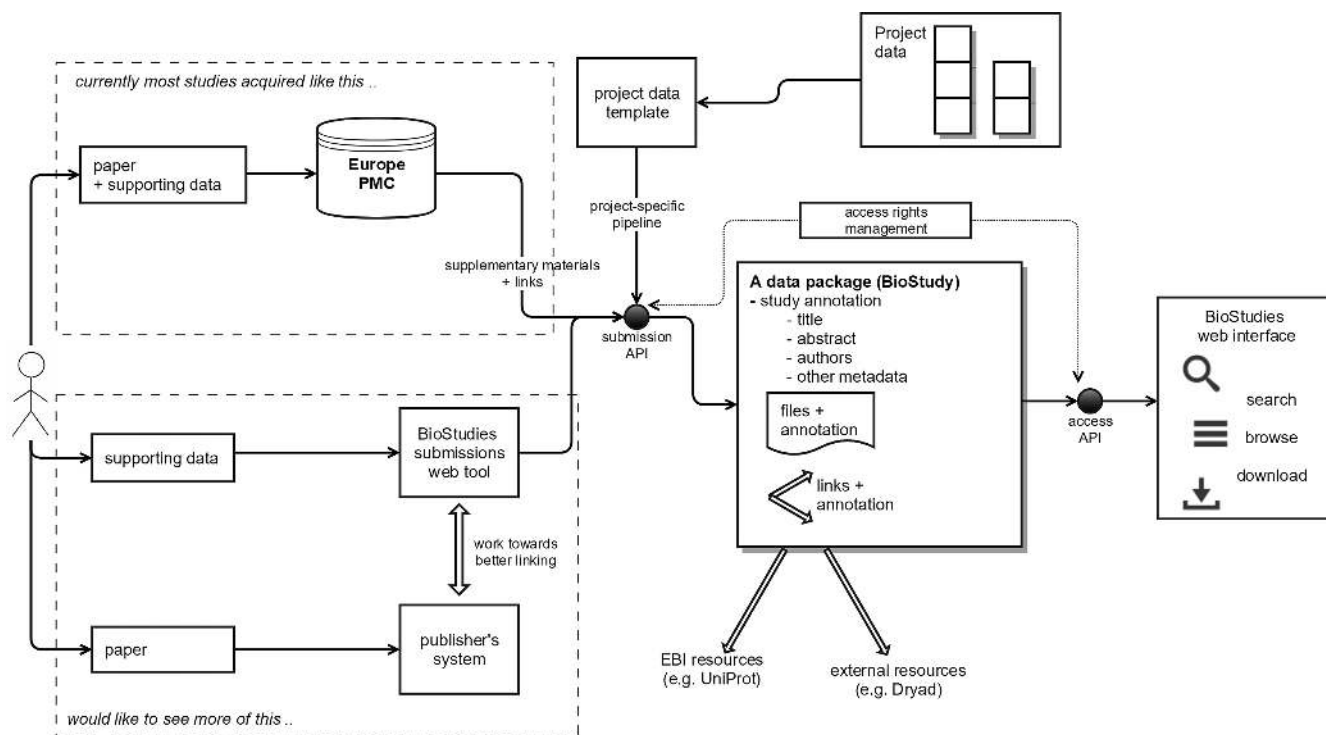 currently most studies acquired like this ..
paper
+ supporting data
Europe
PMC
supplementary materials
+ links
project data
template
Project
data
project-specific
pipeline
access rights
management
submission
API
A data package (BioStudy)
- study annotation
- title
- abstract
- authors
- other metadata
files +
annotation
links +
annotation
access
API
BioStudies
web interface
search
browse
download
supporting data
BioStudies
submissions
web tool
work towards
better linking
paper
publisher's
system
would like to see more of this ..
EBI resources
(e.g. UniProt)
external resources
(e.g. Dryad)